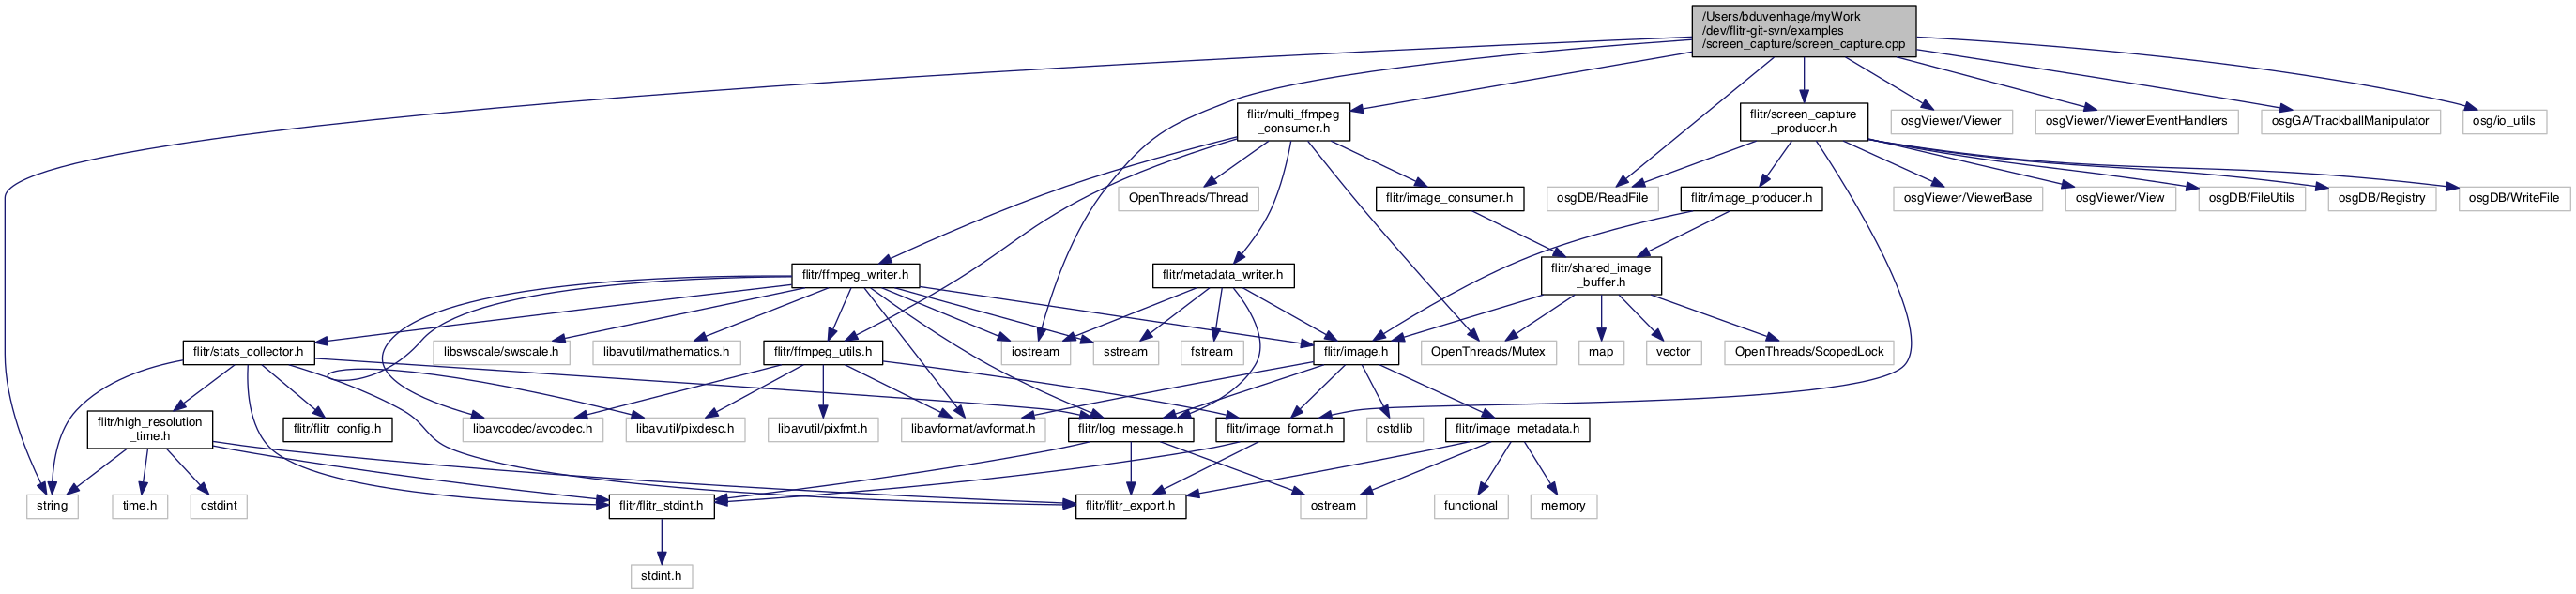 /Users/bduvenhage/myWork
/dev/flitr-git-svn/examples
/screen_capture/screen_capture.cpp
flitr/multi_ffmpeg
_consumer.h
flitr/screen_capture
_producer.h
osgViewer/Viewer
osgViewer/ViewerEventHandlers
osgGA/TrackballManipulator
osg/io_utils
OpenThreads/Thread
flitr/image_consumer.h
osgDB/ReadFile
flitr/image_producer.h
osgViewer/ViewerBase
osgViewer/View
osgDB/FileUtils
osgDB/Registry
osgDB/WriteFile
flitr/ffmpeg_writer.h
flitr/metadata_writer.h
flitr/shared_image
_buffer.h
flitr/stats_collector.h
libswscale/swscale.h
libavutil/mathematics.h
flitr/ffmpeg_utils.h
iostream
sstream
fstream
flitr/image.h
OpenThreads/Mutex
map
vector
OpenThreads/ScopedLock
flitr/high_resolution
_time.h
flitr/flitr_config.h
libavcodec/avcodec.h
libavutil/pixdesc.h
libavutil/pixfmt.h
libavformat/avformat.h
flitr/log_message.h
flitr/image_format.h
cstdlib
flitr/image_metadata.h
string
time.h
cstdint
flitr/flitr_stdint.h
flitr/flitr_export.h
ostream
functional
memory
stdint.h